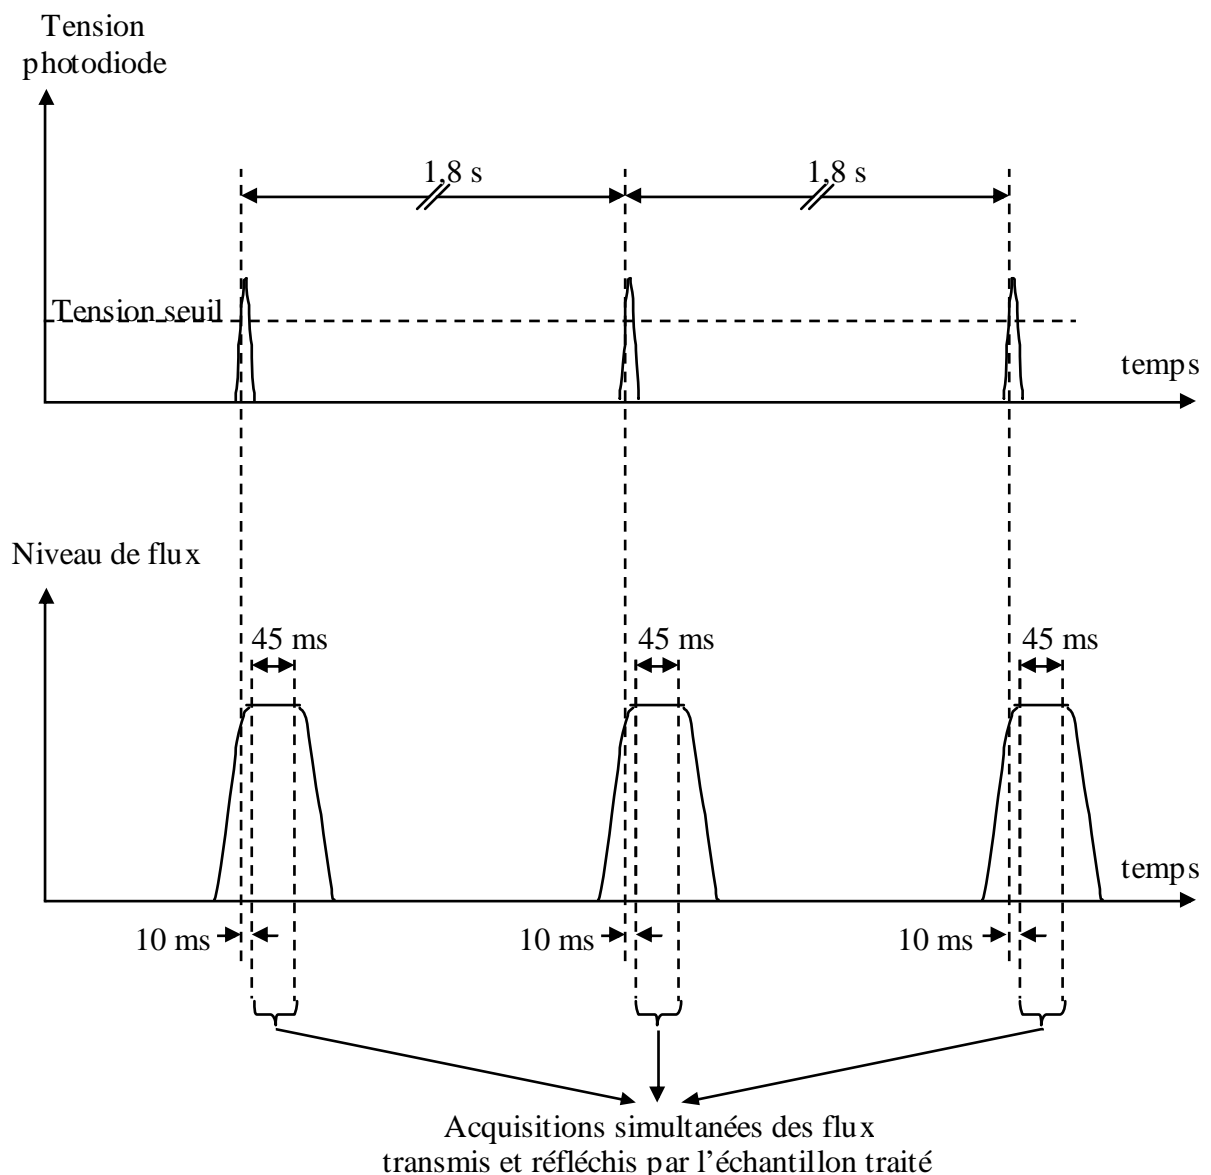 Tension
photodiode
1,8 s
1,8 s
Tension seuil
temps
Niveau de flux
45 ms
45 ms
45 ms
temps
10 ms
10 ms
10 ms
Acquisitions simultanées des flux
transmis et réfléchis par l'échantillon traité